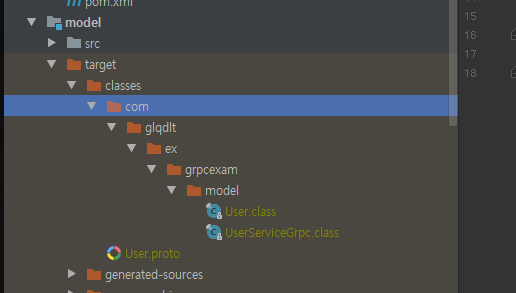 pom.xml
model
src
target
classes
com
glqdlt
ex
grpcexam
model
User.class
UserServiceGrpc.class
User.proto
generated-sources
15
16
17
18